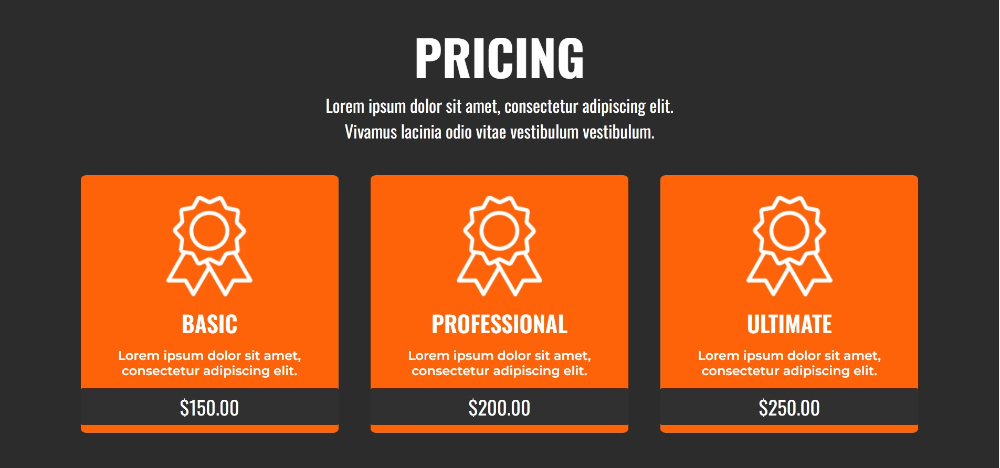 PRICING
Lorem ipsum dolor sit amet, consectetur adipiscing elit.
Vivamus lacinia odio vitae vestibulum vestibulum.
BASIC
Lorem ipsum dolor sit amet,
consectetur adipiscing elit.
$150.00
PROFESSIONAL
Lorem ipsum dolor sit amet,
consectetur adipiscing elit.
$200.00
ULTIMATE
Lorem ipsum dolor sit amet,
consectetur adipiscing elit.
$250.00